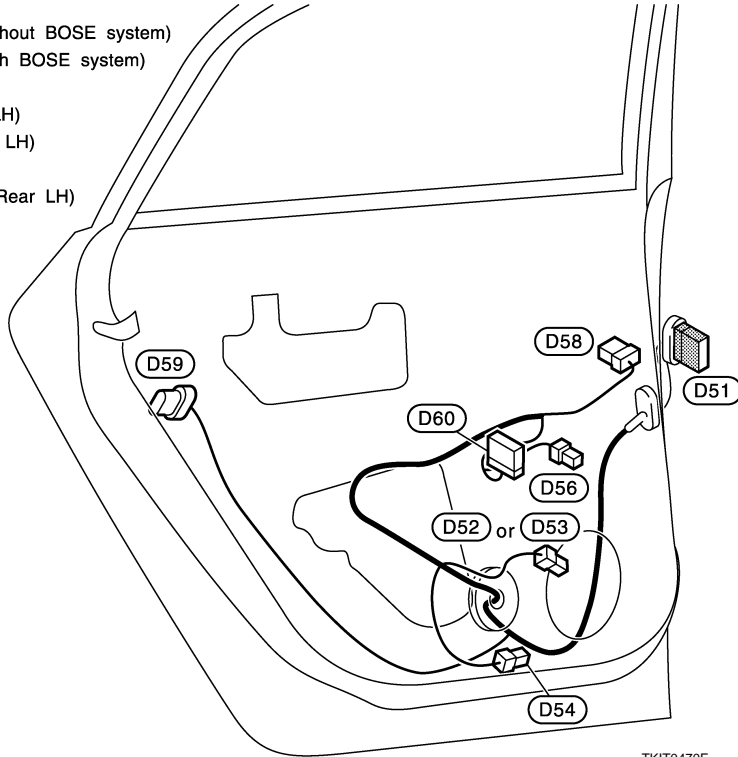 hout BOSE system)
h BOSE system)
LH)
LH)
Rear LH)
D58
D59
D51
D60
D56
D52 or D53
D54